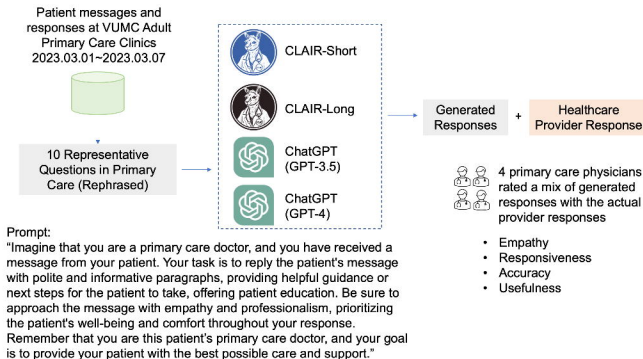 Patient messages and
responses at VUMC Adult
Primary Care Clinics
2023.03.01~2023.03.07
10 Representative
Questions in Primary
Care (Rephrased)
CLAIR-Short
CLAIR-Long
ChatGPT
(GPT-3.5)
ChatGPT
(GPT-4)
Generated
Responses
+
Healthcare
Provider Response
4 primary care physicians
rated a mix of generated
responses with the actual
provider responses
• Empathy
• Responsiveness
• Accuracy
• Usefulness
Prompt:
“Imagine that you are a primary care doctor, and you have received a
message from your patient. Your task is to reply the patient's message
with polite and informative paragraphs, providing helpful guidance or
next steps for the patient to take, offering patient education. Be sure to
approach the message with empathy and professionalism, prioritizing
the patient's well-being and comfort throughout your response.
Remember that you are this patient’s primary care doctor, and your goal
is to provide your patient with the best possible care and support.”